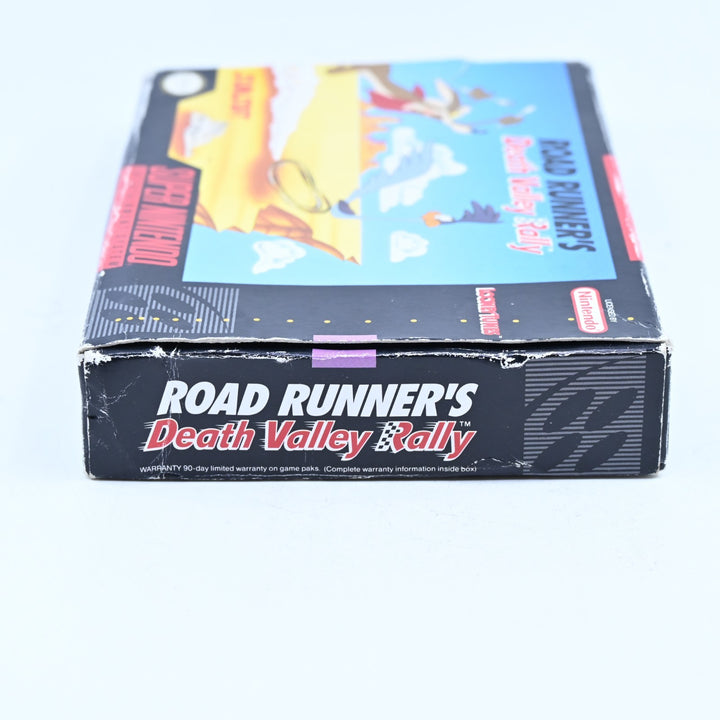 SUPER NINTENDO
ROAD RUNNER'S
Death Valley Rally
LICENSED BY
Nintendo
ROAD RUNNER'S
Death Valley Rally™
WARRANTY 90-day limited warranty on game paks. (Complete warranty information inside box)